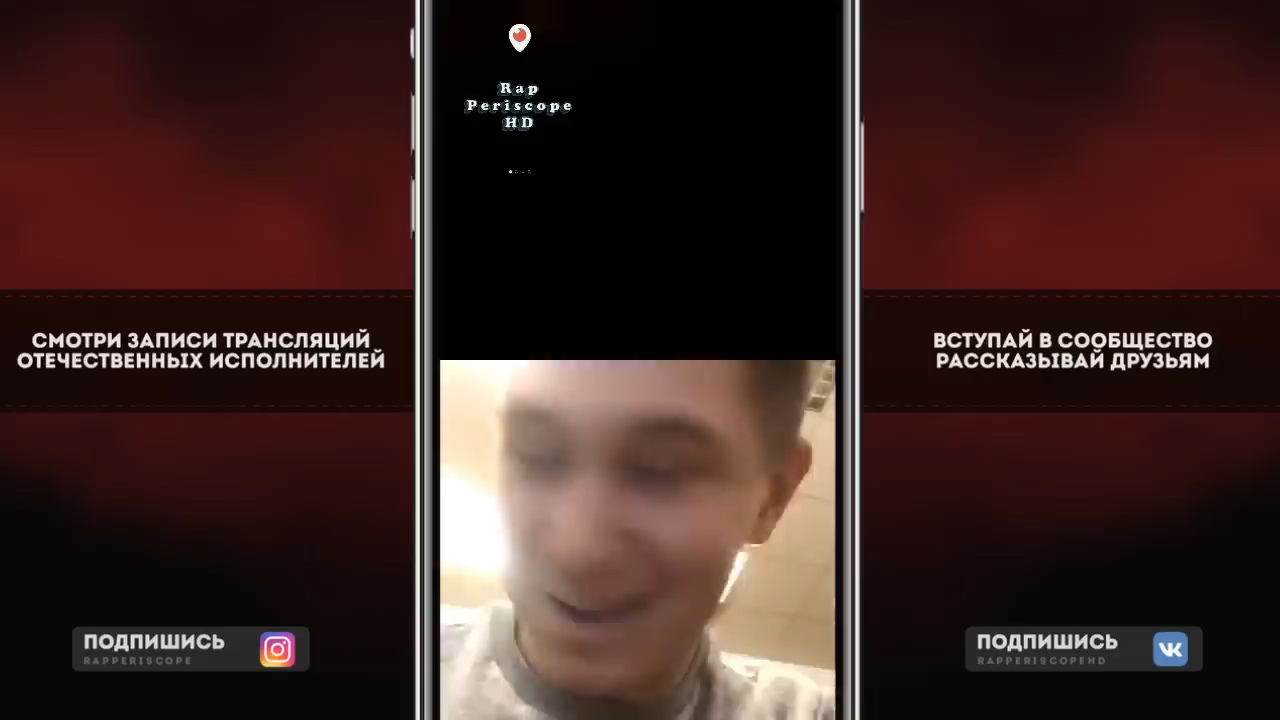 Rap
Periscope
HD
СМОТРИ ЗАПИСИ ТРАНСЛЯЦИЙ
ОТЕЧЕСТВЕННЫХ ИСПОЛНИТЕЛЕЙ
ВСТУПАЙ В СООБЩЕСТВО
РАССКАЗЫВАЙ ДРУЗЬЯМ
ПОДПИШИСЬ
RAPPERISCOPE
ПОДПИШИСЬ
RAPPERISCOPEHD